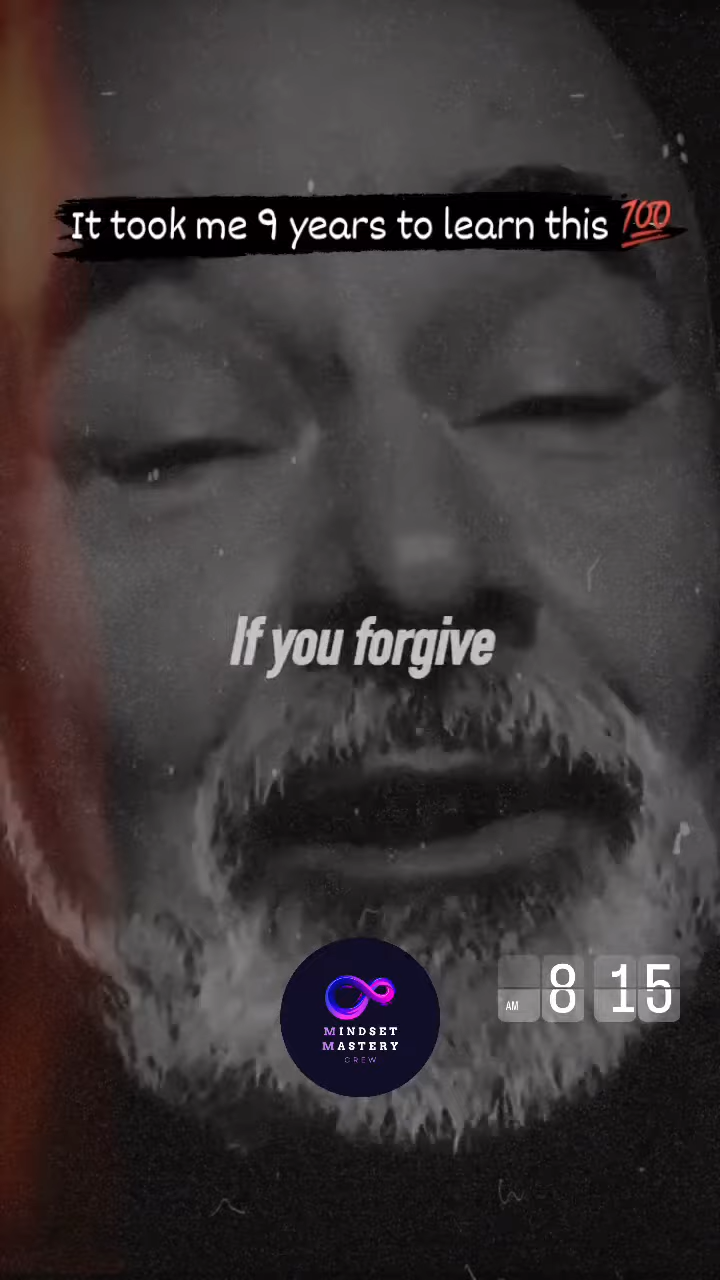 It took me 9 years to learn this 💯
If you forgive
MINDSET
MASTERY
CREW
AM 8 15